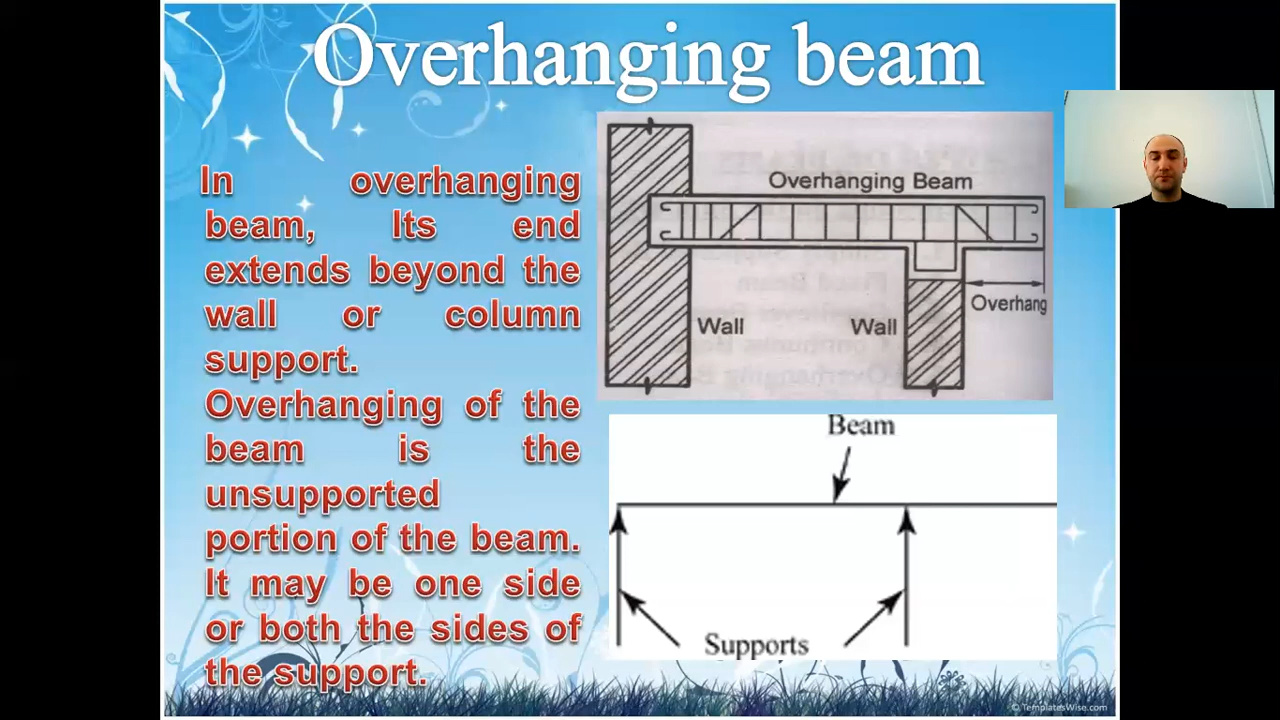 Overhanging beam
In overhanging
beam, Its end
extends beyond the
wall or column
support.
Overhanging of the
beam is the
unsupported
portion of the beam.
It may be one side
or both the sides of
the support.
Overhanging Beam
Wall
Wall
Overhang
Beam
Supports
© TemplatesWise.com